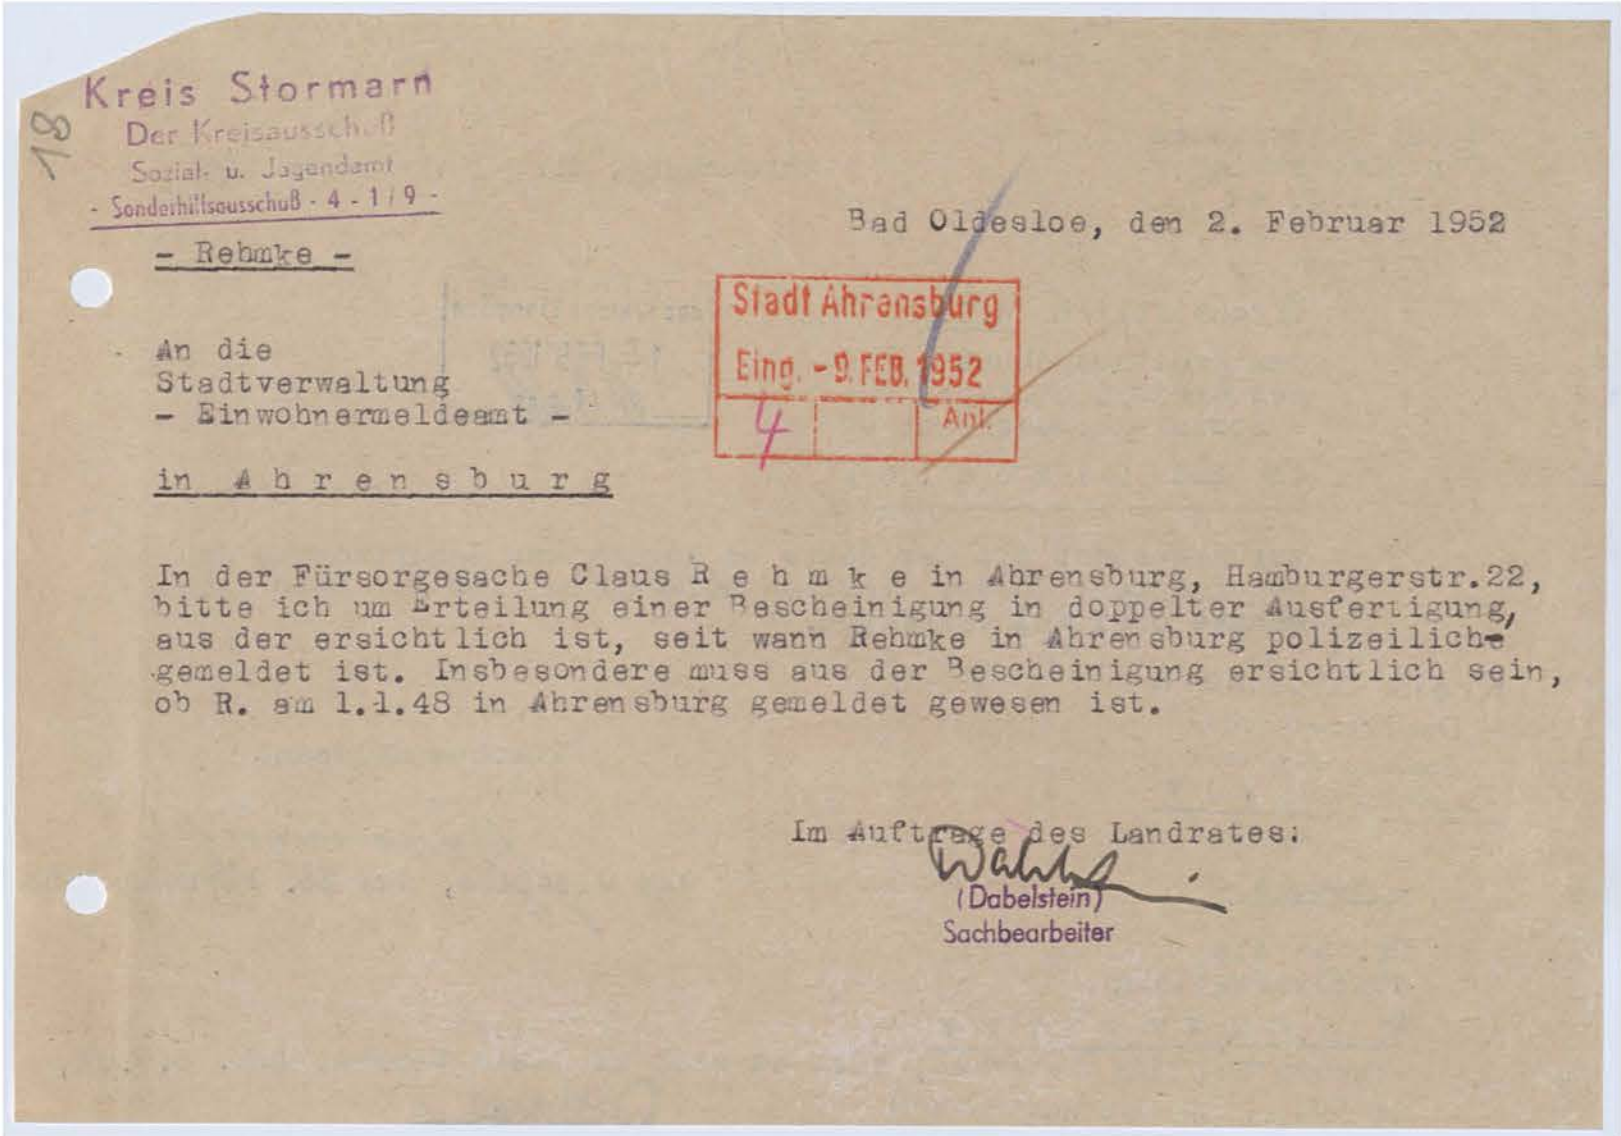 18
Kreis Stormarn
Der Kreisausschuß
Sozial- u. Jugendamt
- Sonderhilfsausschuß - 4 - 1/9 -
- Rehmke -
Bad Oldesloe, den 2. Februar 1952
Stadt Ahrensburg
Eing. - 9. FEB. 1952
4
Anl.
An die
Stadtverwaltung
- Einwohnermeldeamt -
in A h r e n s b u r g
In der Fürsorgesache Claus R e h m k e in Ahrensburg, Hamburgerstr.22,
bitte ich um Erteilung einer Bescheinigung in doppelter Ausfertigung,
aus der ersichtlich ist, seit wann Rehmke in Ahrensburg polizeilich
gemeldet ist. Insbesondere muss aus der Bescheinigung ersichtlich sein,
ob R. am 1.1.48 in Ahrensburg gemeldet gewesen ist.
Im Auftrage des Landrates:
(Dabelstein)
Sachbearbeiter